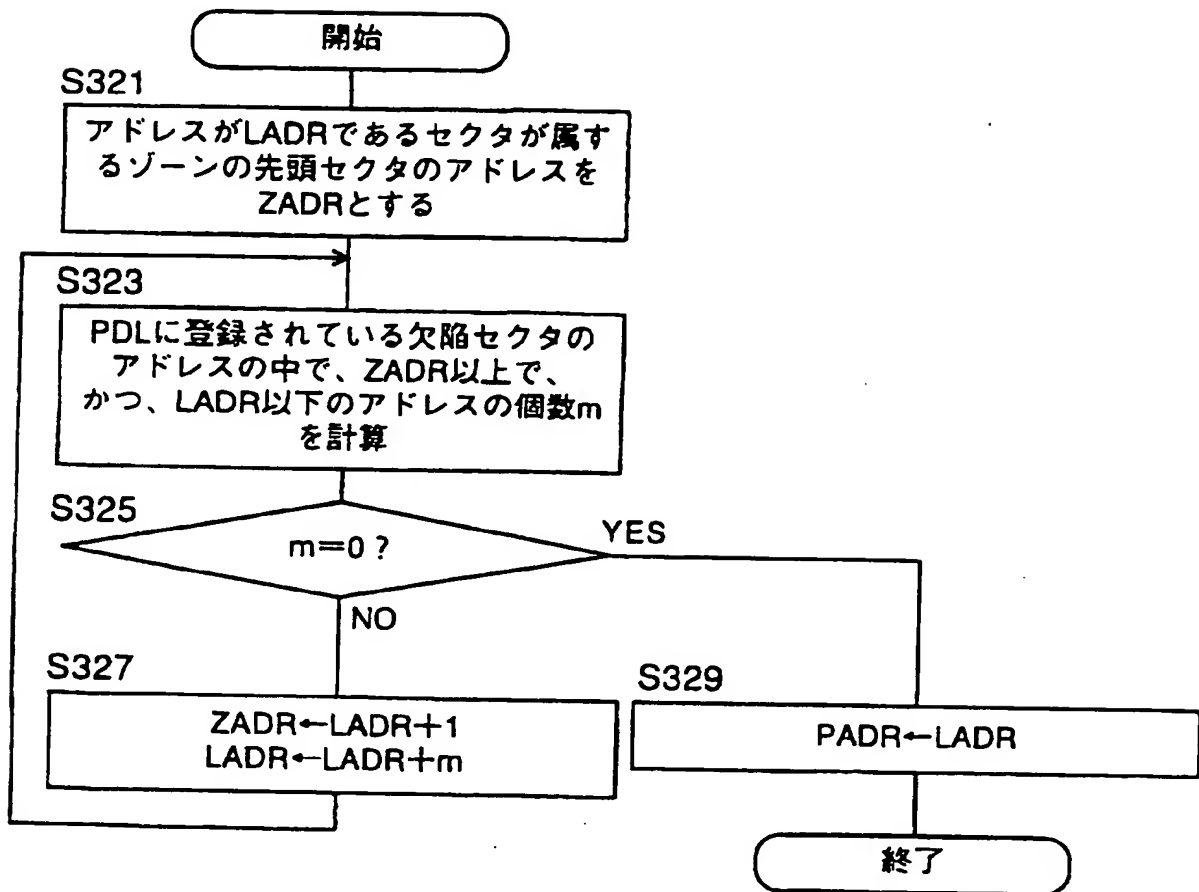 開始
S321
アドレスがLADRであるセクタが属す
るゾーンの先頭セクタのアドレスを
ZADRとする
S323
PDLに登録されている欠陥セクタの
アドレスの中で、ZADR以上で、
かつ、LADR以下のアドレスの個数m
を計算
S325
m=0?
YES
NO
S327
ZADR←LADR+1
LADR←LADR+m
S329
PADR←LADR
終了